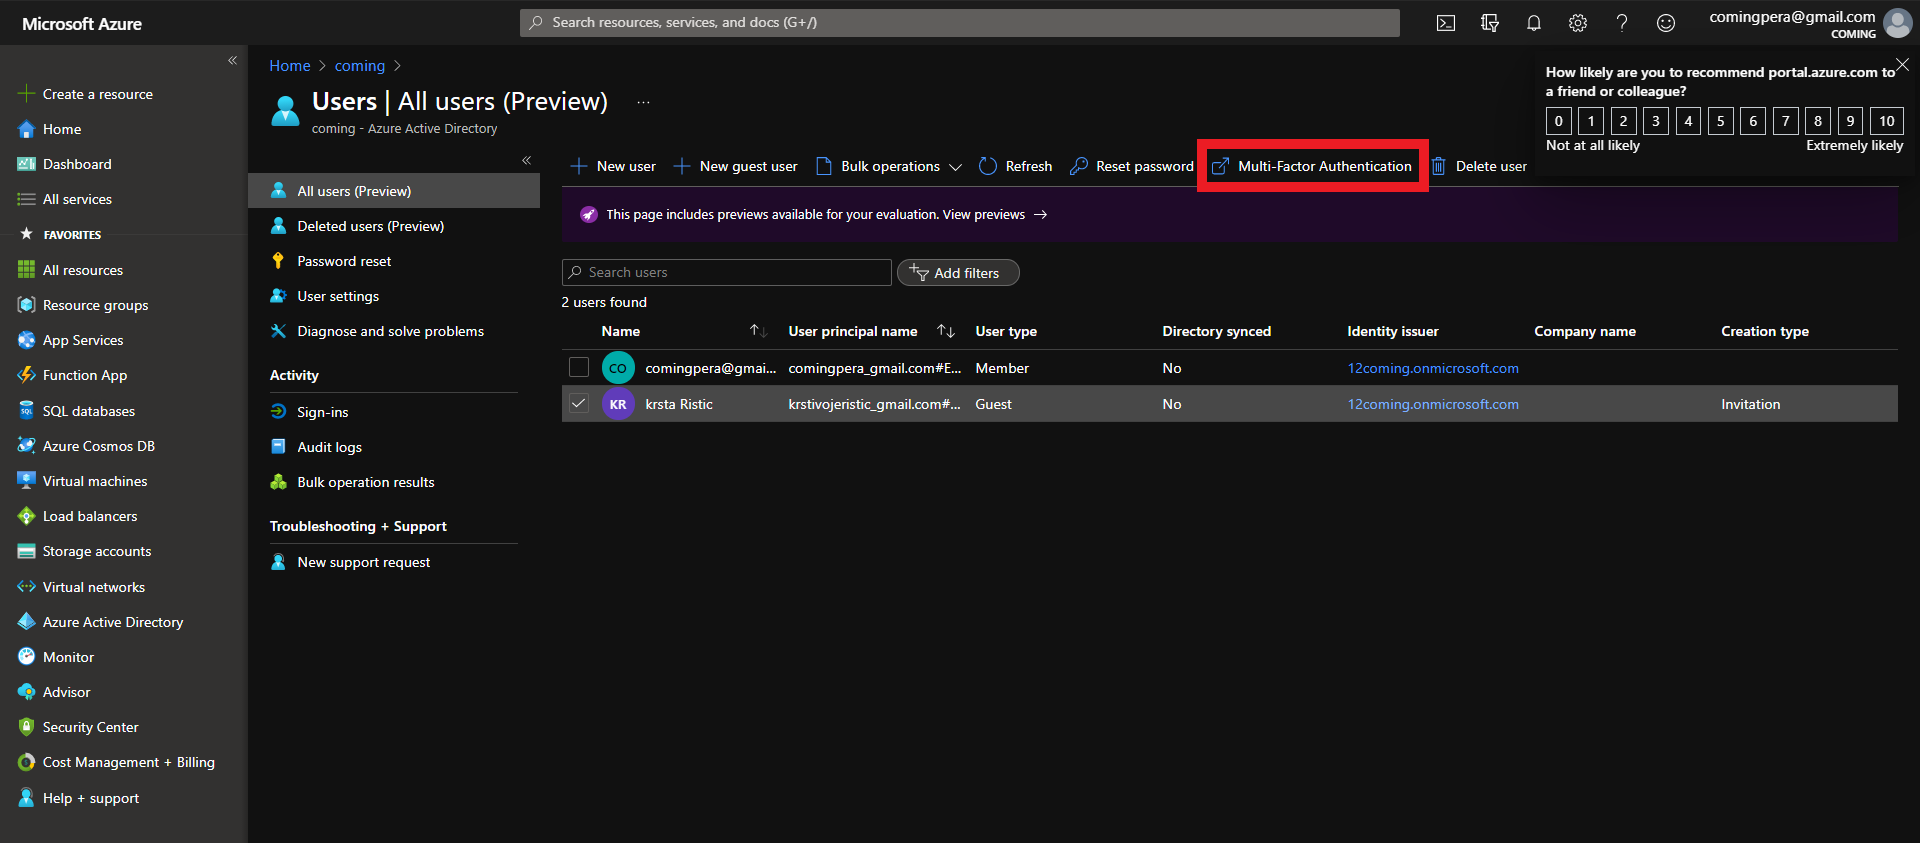 Microsoft Azure
Search resources, services, and docs (G+/)
comingpera@gmail.com
COMING
Create a resource
Home
Dashboard
All services
FAVORITES
All resources
Resource groups
App Services
Function App
SQL databases
Azure Cosmos DB
Virtual machines
Load balancers
Storage accounts
Virtual networks
Azure Active Directory
Monitor
Advisor
Security Center
Cost Management + Billing
Help + support
Home > coming >
Users | All users (Preview) ...
coming - Azure Active Directory
How likely are you to recommend portal.azure.com to
a friend or colleague?
0 1 2 3 4 5 6 7 8 9 10
Not at all likely Extremely likely
All users (Preview)
Deleted users (Preview)
Password reset
User settings
Diagnose and solve problems
Activity
Sign-ins
Audit logs
Bulk operation results
Troubleshooting + Support
New support request
New user New guest user Bulk operations Refresh Reset password Multi-Factor Authentication Delete user
This page includes previews available for your evaluation. View previews →
Search users Add filters
2 users found
Name User principal name User type Directory synced Identity issuer Company name Creation type
CO comingpera@gmai... comingpera_gmail.com#E... Member No 12coming.onmicrosoft.com
KR krsta Ristic krstivojeristic_gmail.com#... Guest No 12coming.onmicrosoft.com Invitation